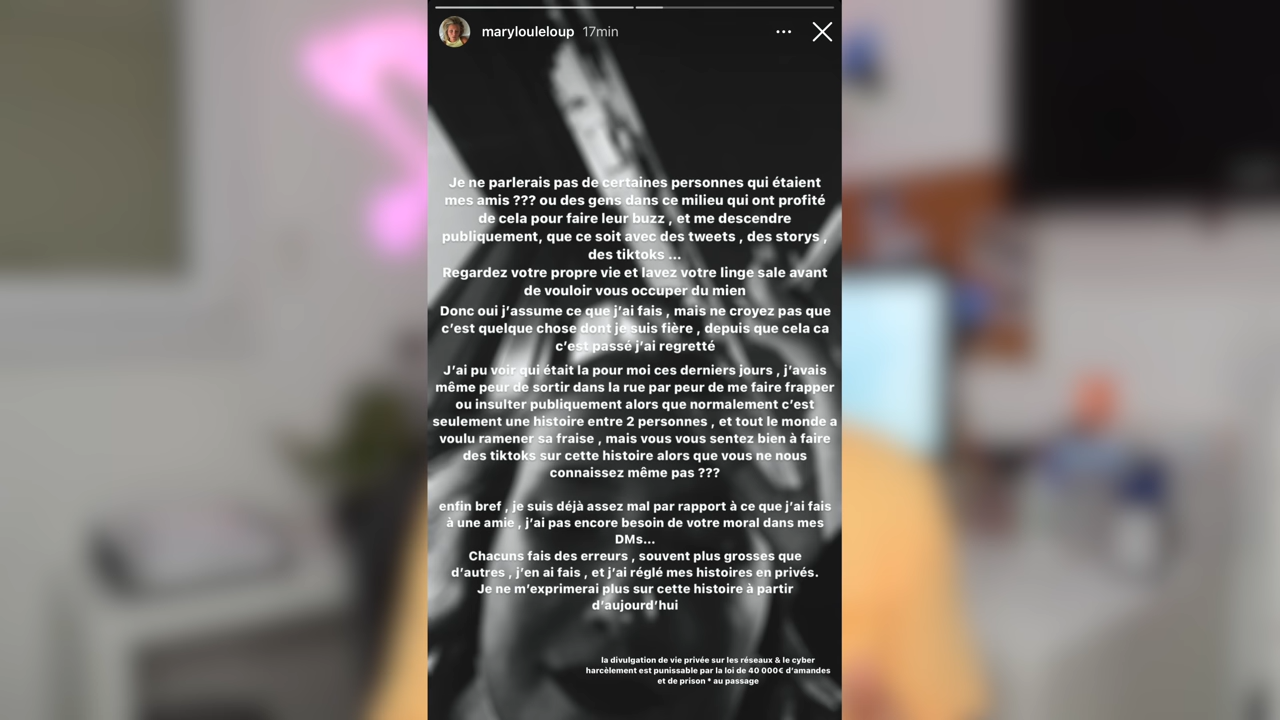 marylouleloup 17min
Je ne parlerais pas de certaines personnes qui étaient
mes amis ??? ou des gens dans ce milieu qui ont profité
de cela pour faire leur buzz , et me descendre
publiquement, que ce soit avec des tweets , des storys ,
des tiktoks ...
Regardez votre propre vie et lavez votre linge sale avant
de vouloir vous occuper du mien
Donc oui j’assume ce que j’ai fais , mais ne croyez pas que
c’est quelque chose dont je suis fière , depuis que cela ca
c’est passé j’ai regretté
J’ai pu voir qui était la pour moi ces derniers jours , j’avais
même peur de sortir dans la rue par peur de me faire frapper
ou insulter publiquement alors que normalement c’est
seulement une histoire entre 2 personnes , et tout le monde a
voulu ramener sa fraise , mais vous vous sentez bien à faire
des tiktoks sur cette histoire alors que vous ne nous
connaissez même pas ???
enfin bref , je suis déjà assez mal par rapport à ce que j’ai fais
à une amie , j’ai pas encore besoin de votre moral dans mes
DMs...
Chacuns fais des erreurs , souvent plus grosses que
d’autres , j’en ai fais , et j’ai réglé mes histoires en privés.
Je ne m’exprimerai plus sur cette histoire à partir
d’aujourd’hui
la divulgation de vie privée sur les réseaux & le cyber
harcèlement est punissable par la loi de 40 000€ d’amandes
et de prison * au passage